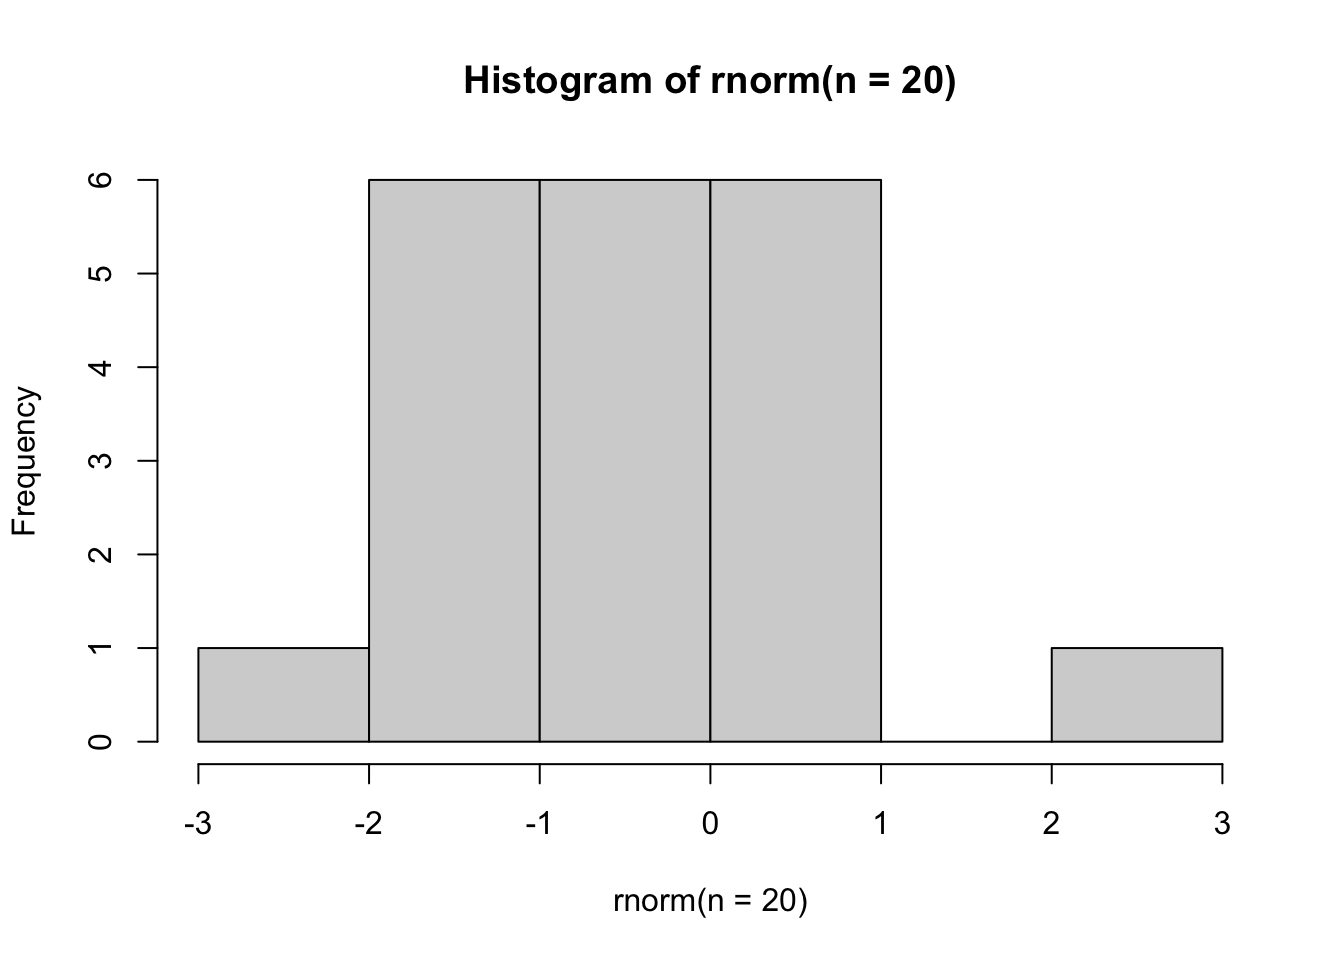 Histogram of rnorm(n = 20)
Frequency
6
5
4
3
2
1
0
-3 -2 -1 0 1 2 3
rnorm(n = 20)